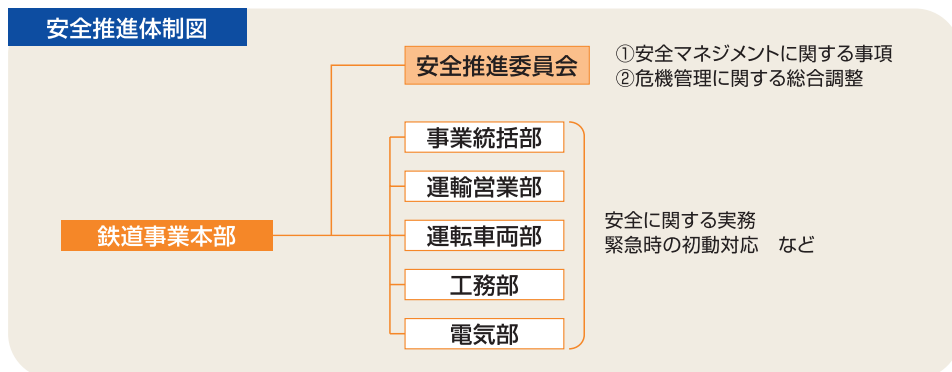 安全推進体制図
安全推進委員会
①安全マネジメントに関する事項
②危機管理に関する総合調整
事業統括部
運輸営業部
鉄道事業本部
運転車両部
安全に関する実務
緊急時の初動対応　など
工務部
電気部